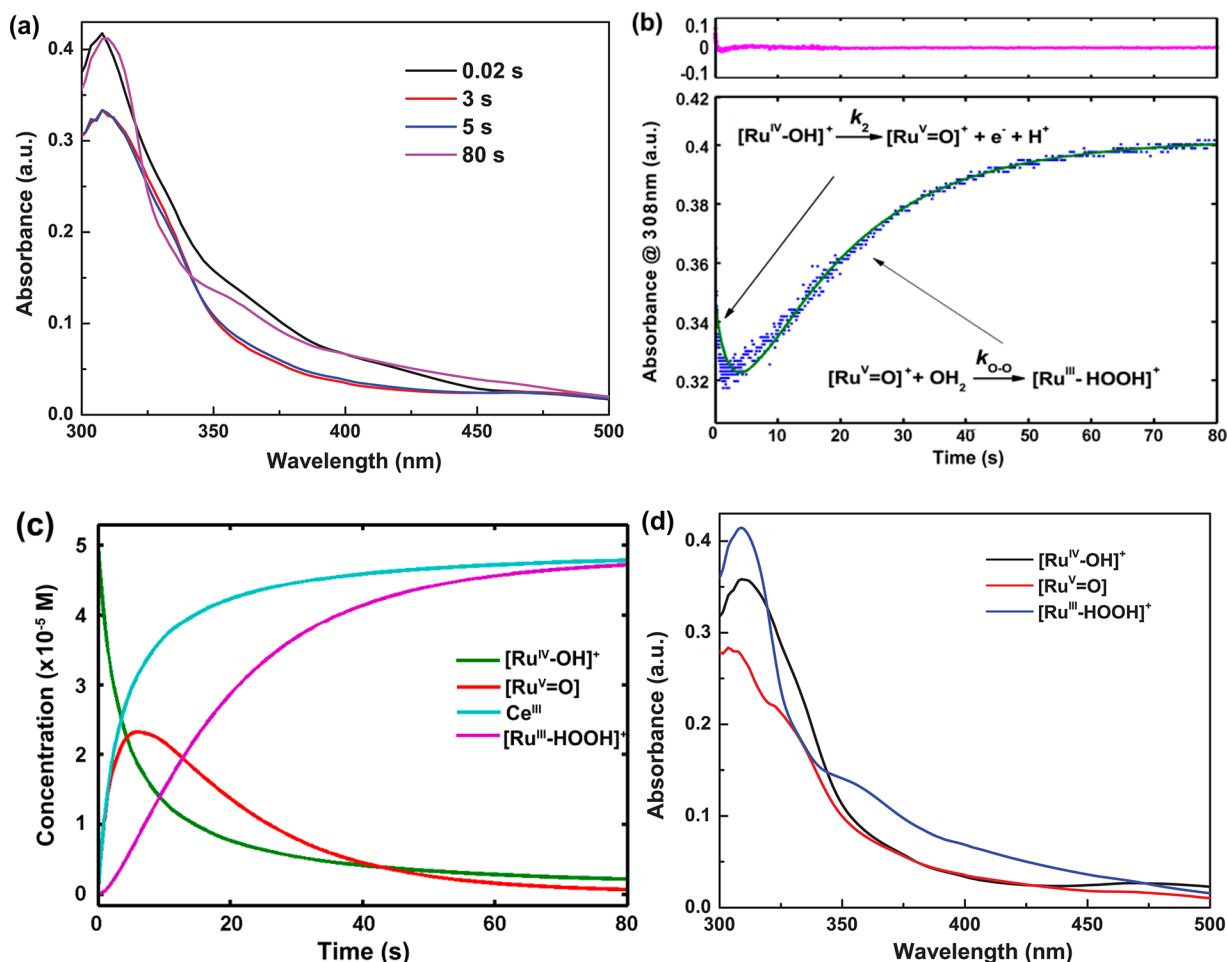 (a)
0.02 s
3 s
5 s
80 s
0.4
0.3
0.2
0.1
0.0
300 350 400 450 500
Absorbance (a.u.)
Wavelength (nm)
(b)
0.1
0
-0.1
0.42
0.4
0.38
0.36
0.34
0.32
0 10 20 30 40 50 60 70 80
Absorbance @ 308nm (a.u.)
Time (s)
[Ru^IV-OH]^+ k_2 [Ru^V=O]^+ + e^- + H^+
[Ru^V=O]^+ + OH_2 k_O-O [Ru^III- HOOH]^+
(c)
5
4
3
2
1
0
0 20 40 60 80
Concentration (x10^-5 M)
Time (s)
[Ru^IV-OH]^+
[Ru^V=O]
Ce^III
[Ru^III-HOOH]^+
(d)
0.4
0.3
0.2
0.1
0.0
300 350 400 450 500
Absorbance (a.u.)
Wavelength (nm)
[Ru^IV-OH]^+
[Ru^V=O]
[Ru^III-HOOH]^+